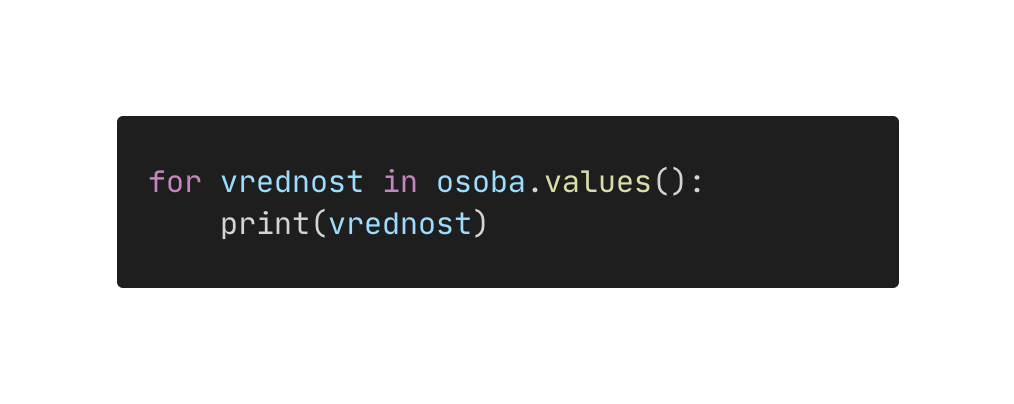 for vrednost in osoba.values():
    print(vrednost)